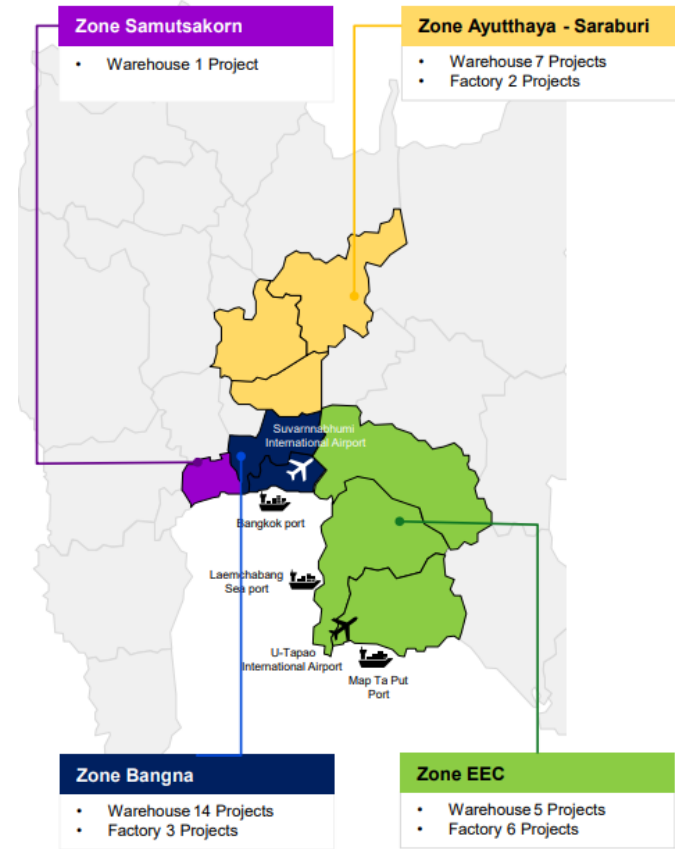 Zone Samutsakorn
• Warehouse 1 Project
Zone Ayutthaya - Saraburi
• Warehouse 7 Projects
• Factory 2 Projects
Suvarnnabhumi
International Airport
Bangkok port
Laemchabang
Sea port
U-Tapao
International Airport
Map Ta Put
Port
Zone Bangna
• Warehouse 14 Projects
• Factory 3 Projects
Zone EEC
• Warehouse 5 Projects
• Factory 6 Projects